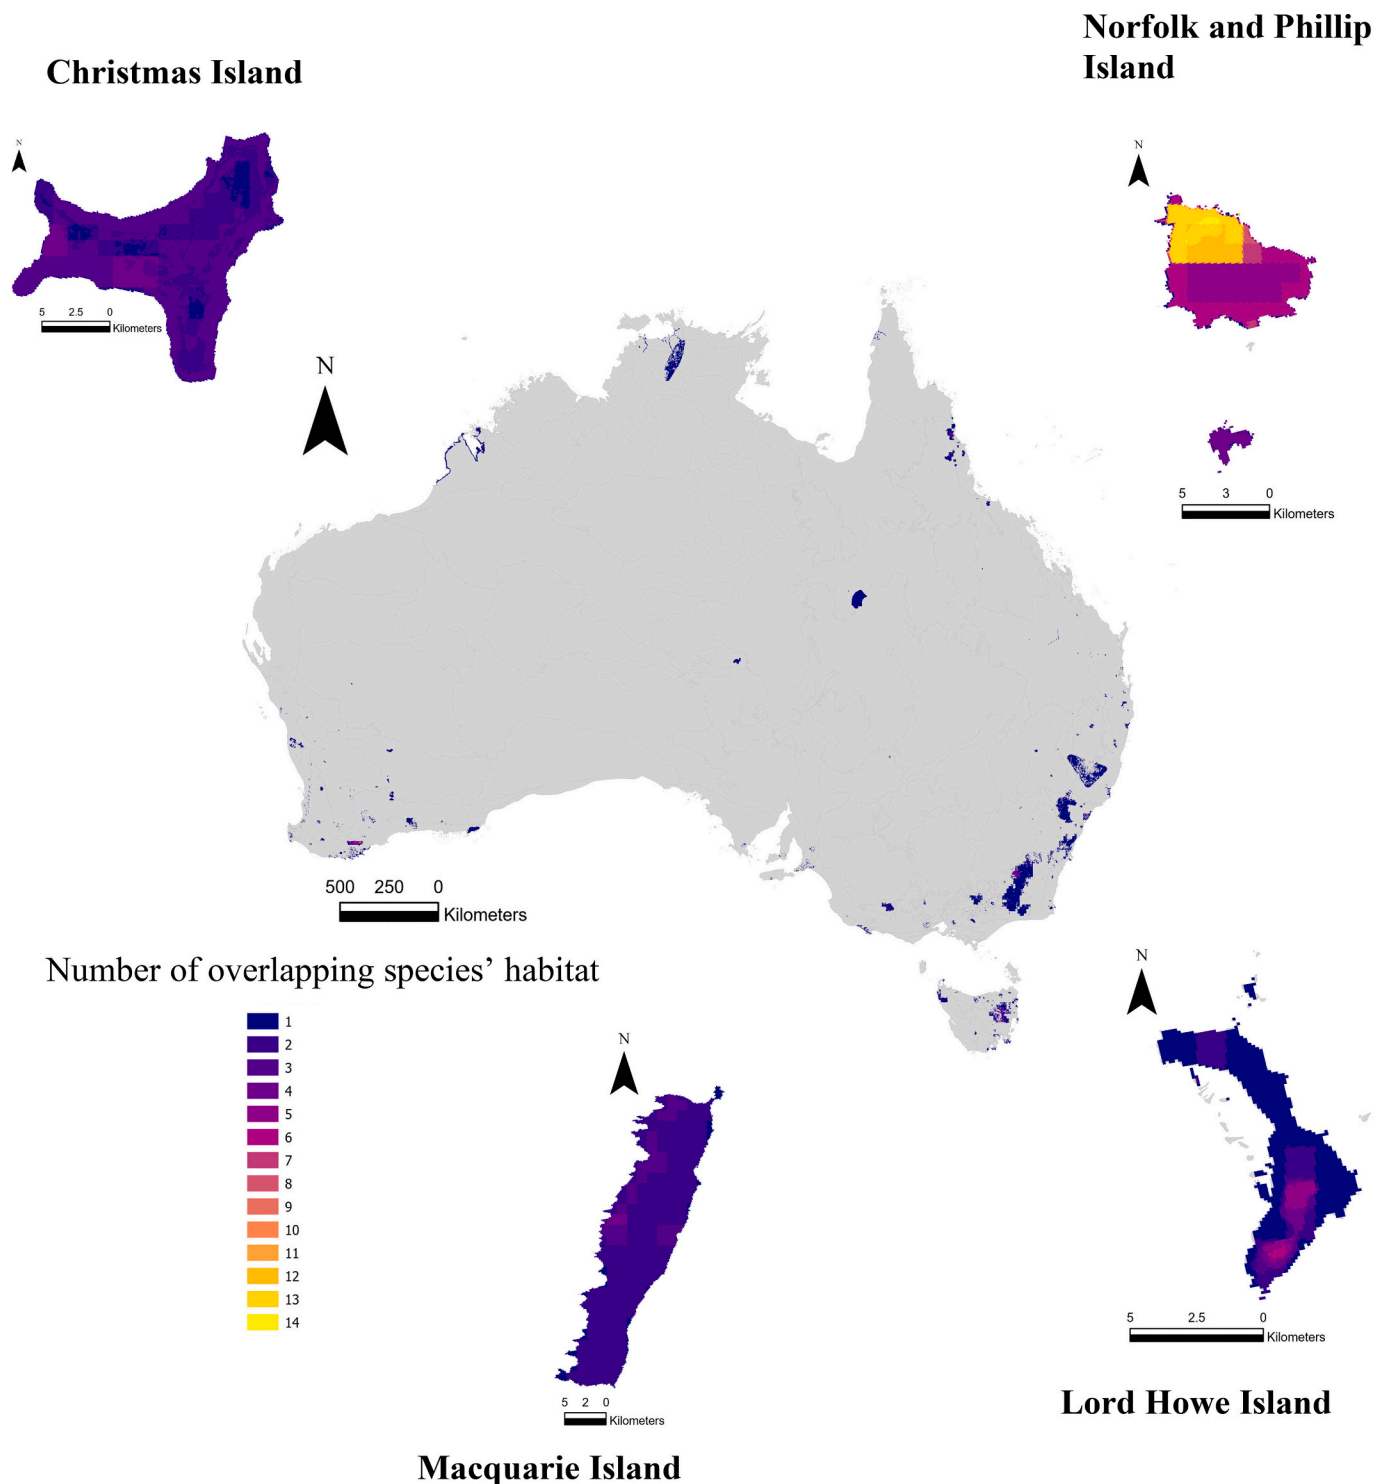 Norfolk and Phillip
Island
Christmas Island
N
N
5 2.5 0
Kilometers
N
5 3 0
Kilometers
500 250 0
Kilometers
Number of overlapping species’ habitat
1
2
3
4
5
6
7
8
9
10
11
12
13
14
N
5 2 0
Kilometers
Macquarie Island
N
5 2.5 0
Kilometers
Lord Howe Island